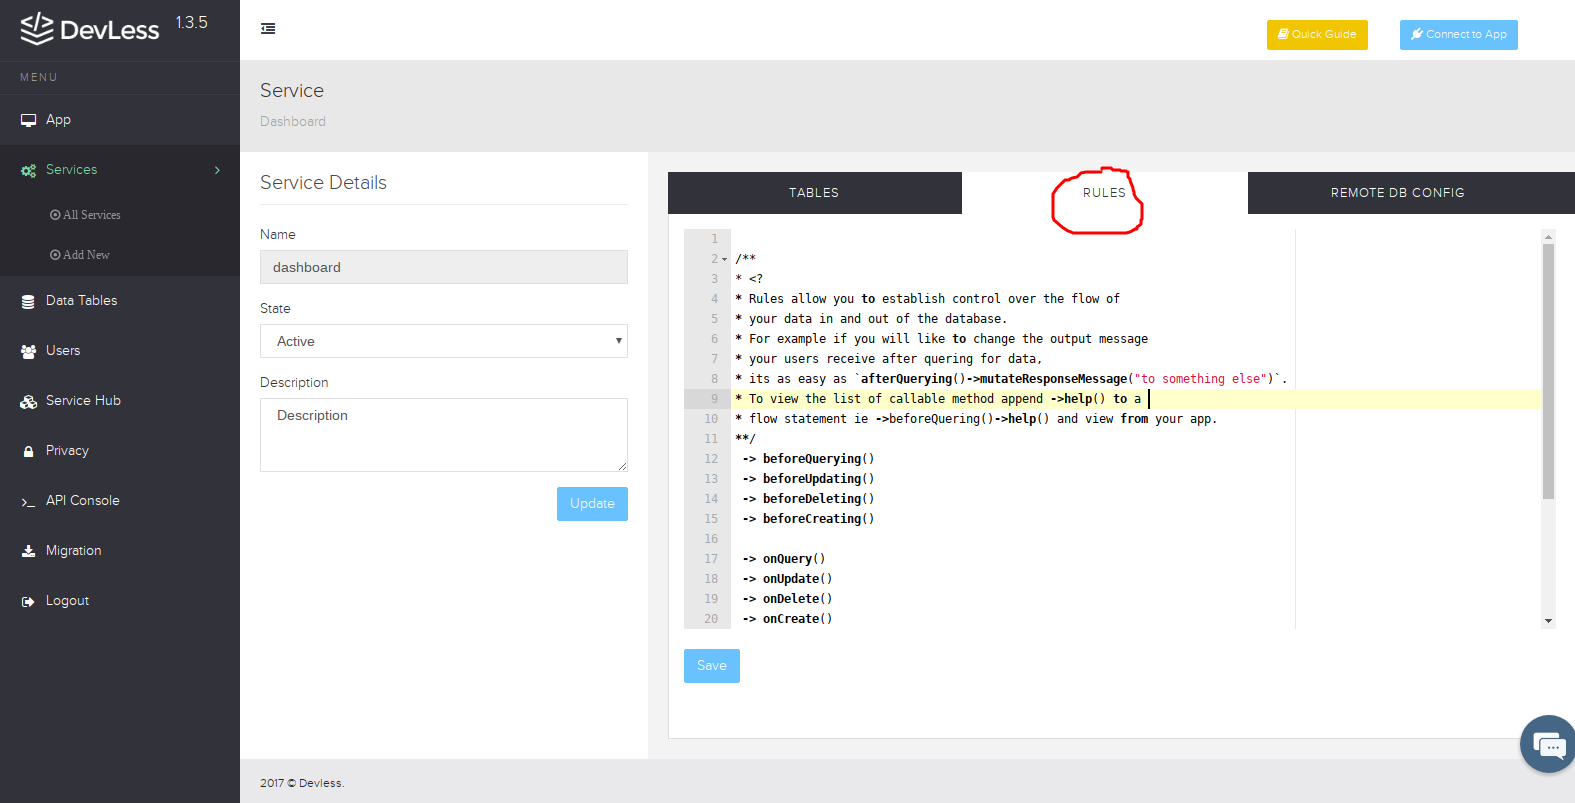 DevLess 1.3.5
Quick Guide
Connect to App
MENU
App
Services
All Services
Add New
Data Tables
Users
Service Hub
Privacy
API Console
Migration
Logout
Service
Dashboard
Service Details
Name
dashboard
State
Active
Description
Description
Update
TABLES
RULES
REMOTE DB CONFIG
1
2 /**
3 * <?
4 * Rules allow you to establish control over the flow of
5 * your data in and out of the database.
6 * For example if you will like to change the output message
7 * your users receive after quering for data,
8 * its as easy as `afterQuerying()->mutateResponseMessage("to something else")`.
9 * To view the list of callable method append ->help() to a
10 * flow statement ie ->beforeQuering()->help() and view from your app.
11 **/
12 -> beforeQuerying()
13 -> beforeUpdating()
14 -> beforeDeleting()
15 -> beforeCreating()
16
17 -> onQuery()
18 -> onUpdate()
19 -> onDelete()
20 -> onCreate()
Save
2017 © Devless.